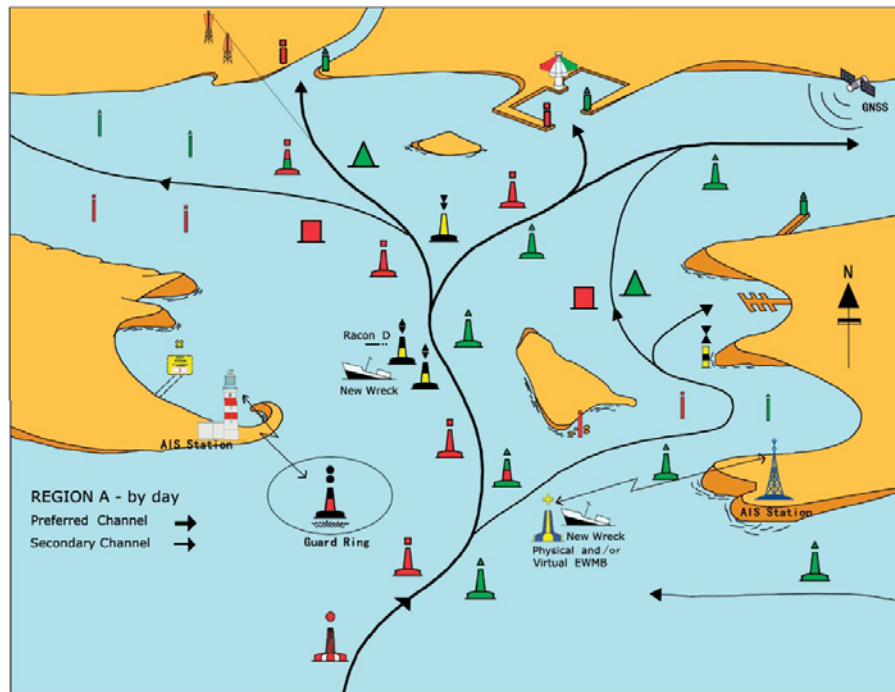 GNSS
N
Racon D
New Wreck
AIS Station
REGION A - by day
Preferred Channel
Secondary Channel
Guard Ring
New Wreck
Physical and/or
Virtual EWMB
AIS Station